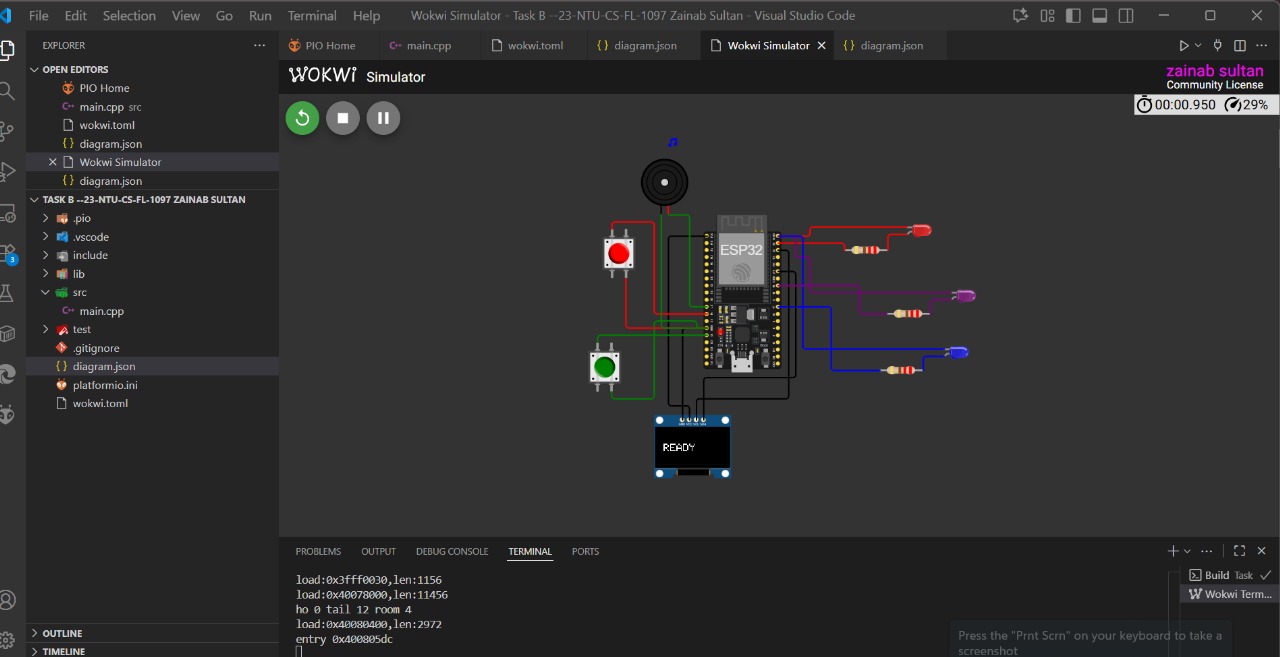 File Edit Selection View Go Run Terminal Help
Wokwi Simulator - Task B --23-NTU-CS-FL-1097 Zainab Sultan - Visual Studio Code
EXPLORER
OPEN EDITORS
PIO Home
main.cpp src
wokwi.toml
diagram.json
Wokwi Simulator
diagram.json
TASK B --23-NTU-CS-FL-1097 ZAINAB SULTAN
.pio
.vscode
include
lib
src
main.cpp
test
.gitignore
diagram.json
platformio.ini
wokwi.toml
OUTLINE
TIMELINE
3
PIO Home main.cpp wokwi.toml diagram.json Wokwi Simulator diagram.json
WOKWi Simulator
zainab sultan
Community License
00:00.950 29%
ESP32
READY
PROBLEMS OUTPUT DEBUG CONSOLE TERMINAL PORTS
load:0x3fff0030,len:1156
load:0x40078000,len:11456
ho 0 tail 12 room 4
load:0x40080400,len:2972
entry 0x400805dc
Build Task
Wokwi Term...
Press the "Prnt Scrn" on your keyboard to take a
screenshot